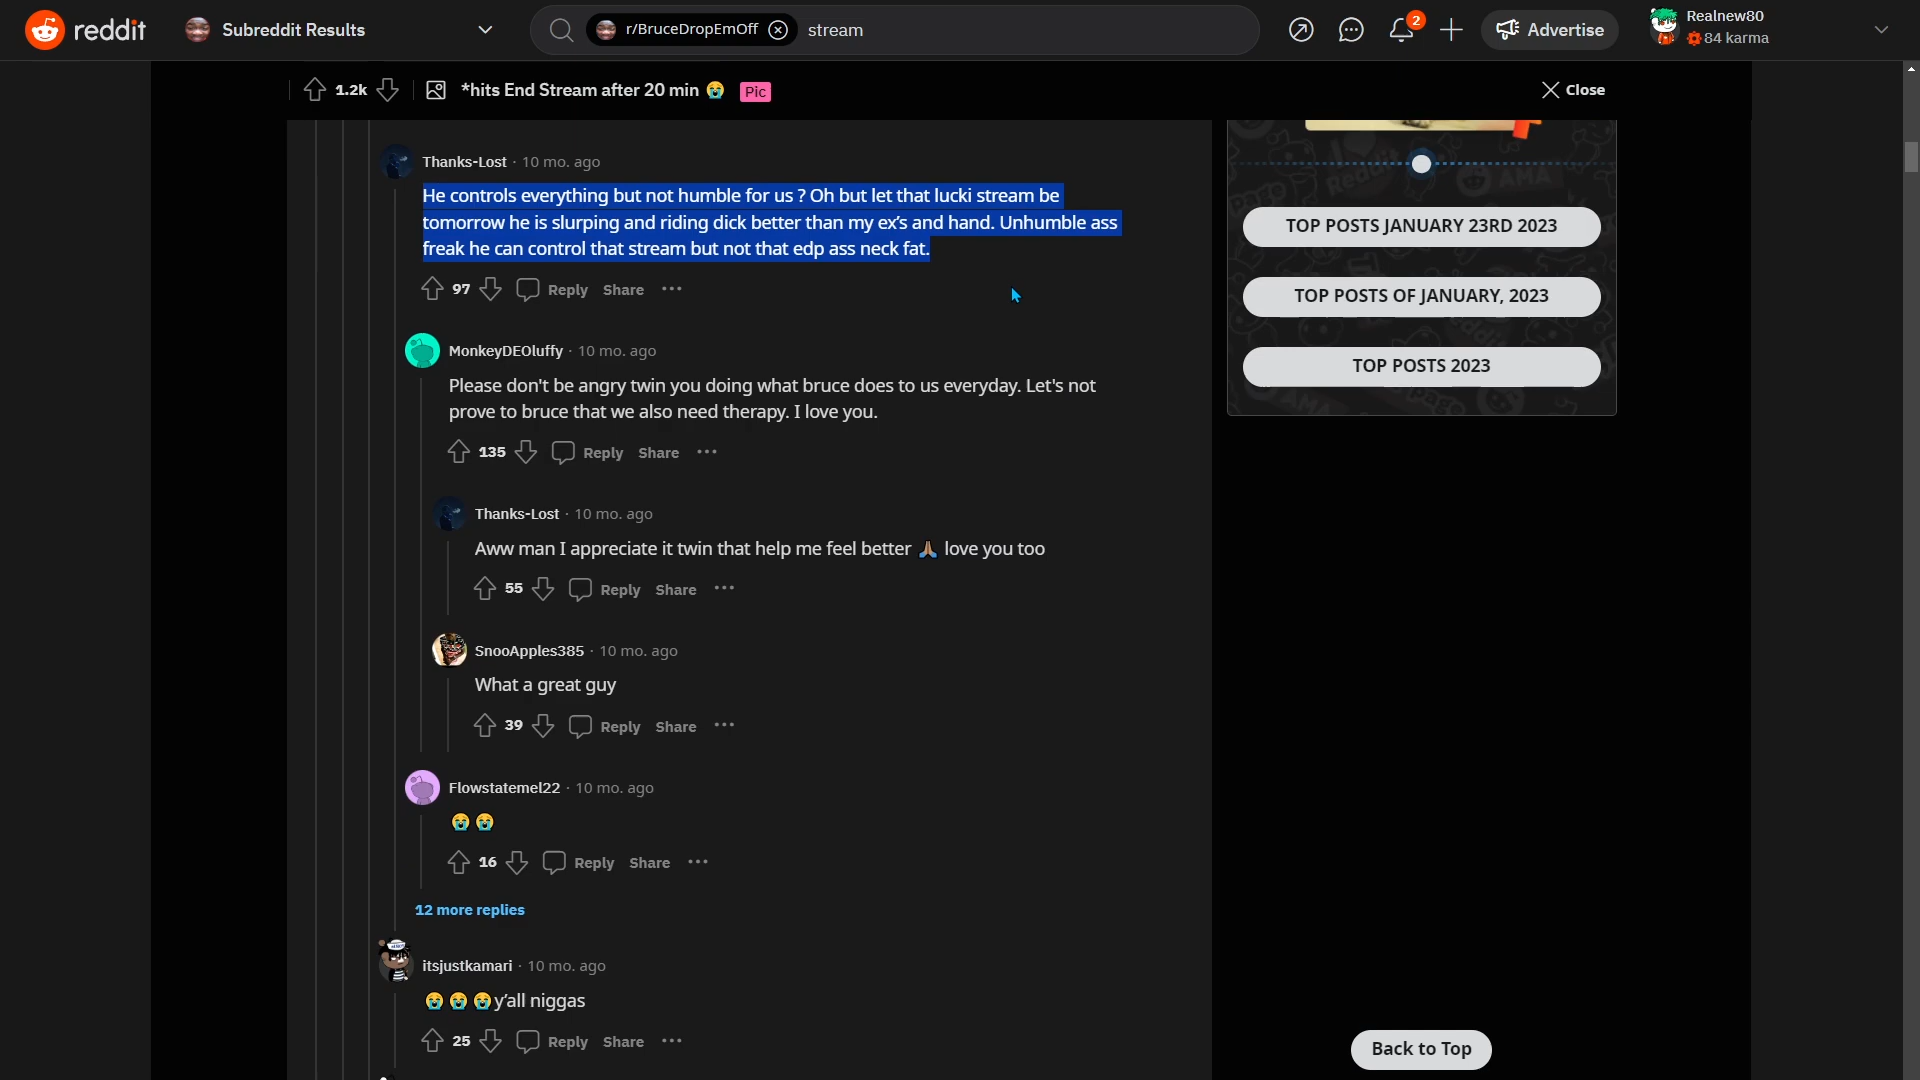 reddit
Subreddit Results
r/BruceDropEmOff stream
2
Advertise
Realnew80
84 karma
1.2k
*hits End Stream after 20 min 😭 Pic
Close
Thanks-Lost · 10 mo. ago
He controls everything but not humble for us ? Oh but let that lucki stream be
tomorrow he is slurping and riding dick better than my ex’s and hand. Unhumble ass
freak he can control that stream but not that edp ass neck fat.
97 Reply Share ···
MonkeyDEOluffy · 10 mo. ago
Please don't be angry twin you doing what bruce does to us everyday. Let's not
prove to bruce that we also need therapy. I love you.
135 Reply Share ···
Thanks-Lost · 10 mo. ago
Aww man I appreciate it twin that help me feel better 🙏🏾 love you too
55 Reply Share ···
SnooApples385 · 10 mo. ago
What a great guy
39 Reply Share ···
Flowstatemel22 · 10 mo. ago
😭 😭
16 Reply Share ···
12 more replies
itsjustkamari · 10 mo. ago
😭 😭 😭 y’all niggas
25 Reply Share ···
TOP POSTS JANUARY 23RD 2023
TOP POSTS OF JANUARY, 2023
TOP POSTS 2023
Back to Top